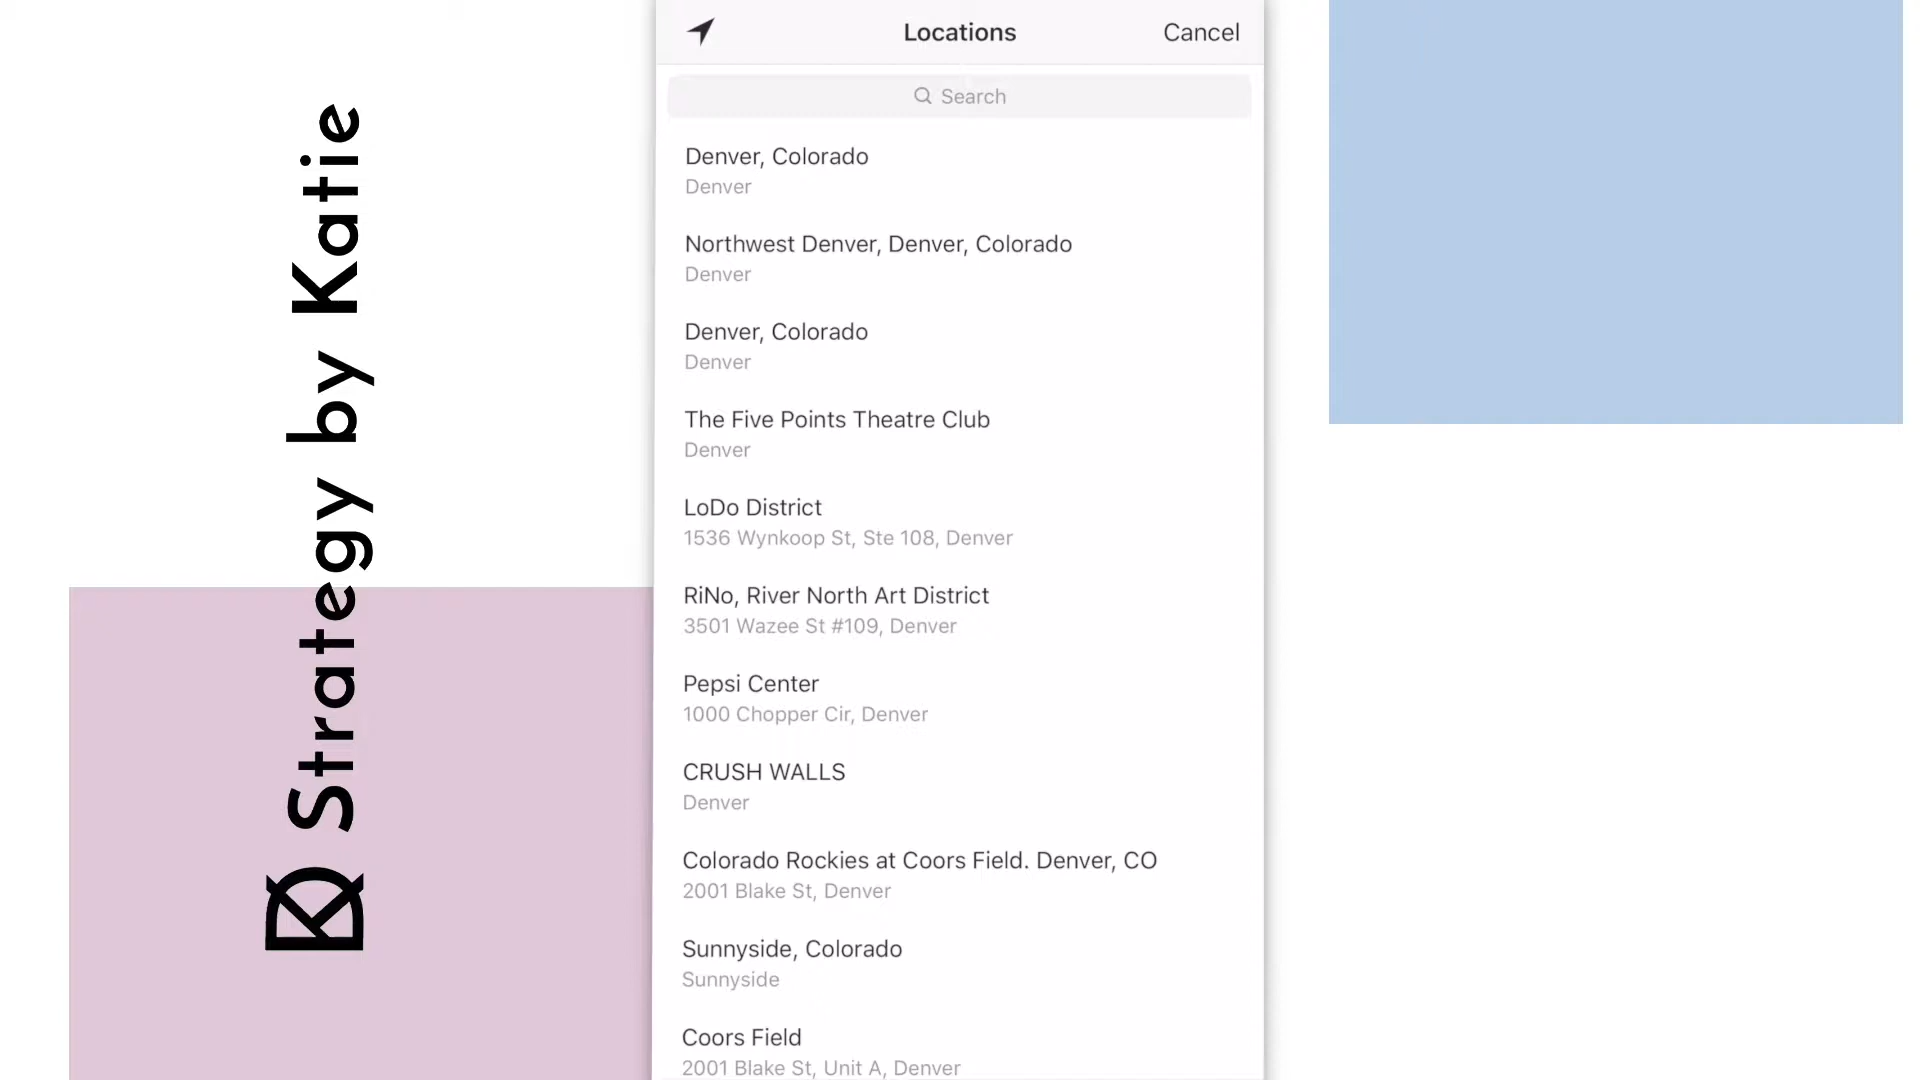 Strategy by Katie
Locations
Cancel
Search
Denver, Colorado
Denver
Northwest Denver, Denver, Colorado
Denver
Denver, Colorado
Denver
The Five Points Theatre Club
Denver
LoDo District
1536 Wynkoop St, Ste 108, Denver
RiNo, River North Art District
3501 Wazee St #109, Denver
Pepsi Center
1000 Chopper Cir, Denver
CRUSH WALLS
Denver
Colorado Rockies at Coors Field. Denver, CO
2001 Blake St, Denver
Sunnyside, Colorado
Sunnyside
Coors Field
2001 Blake St, Unit A, Denver